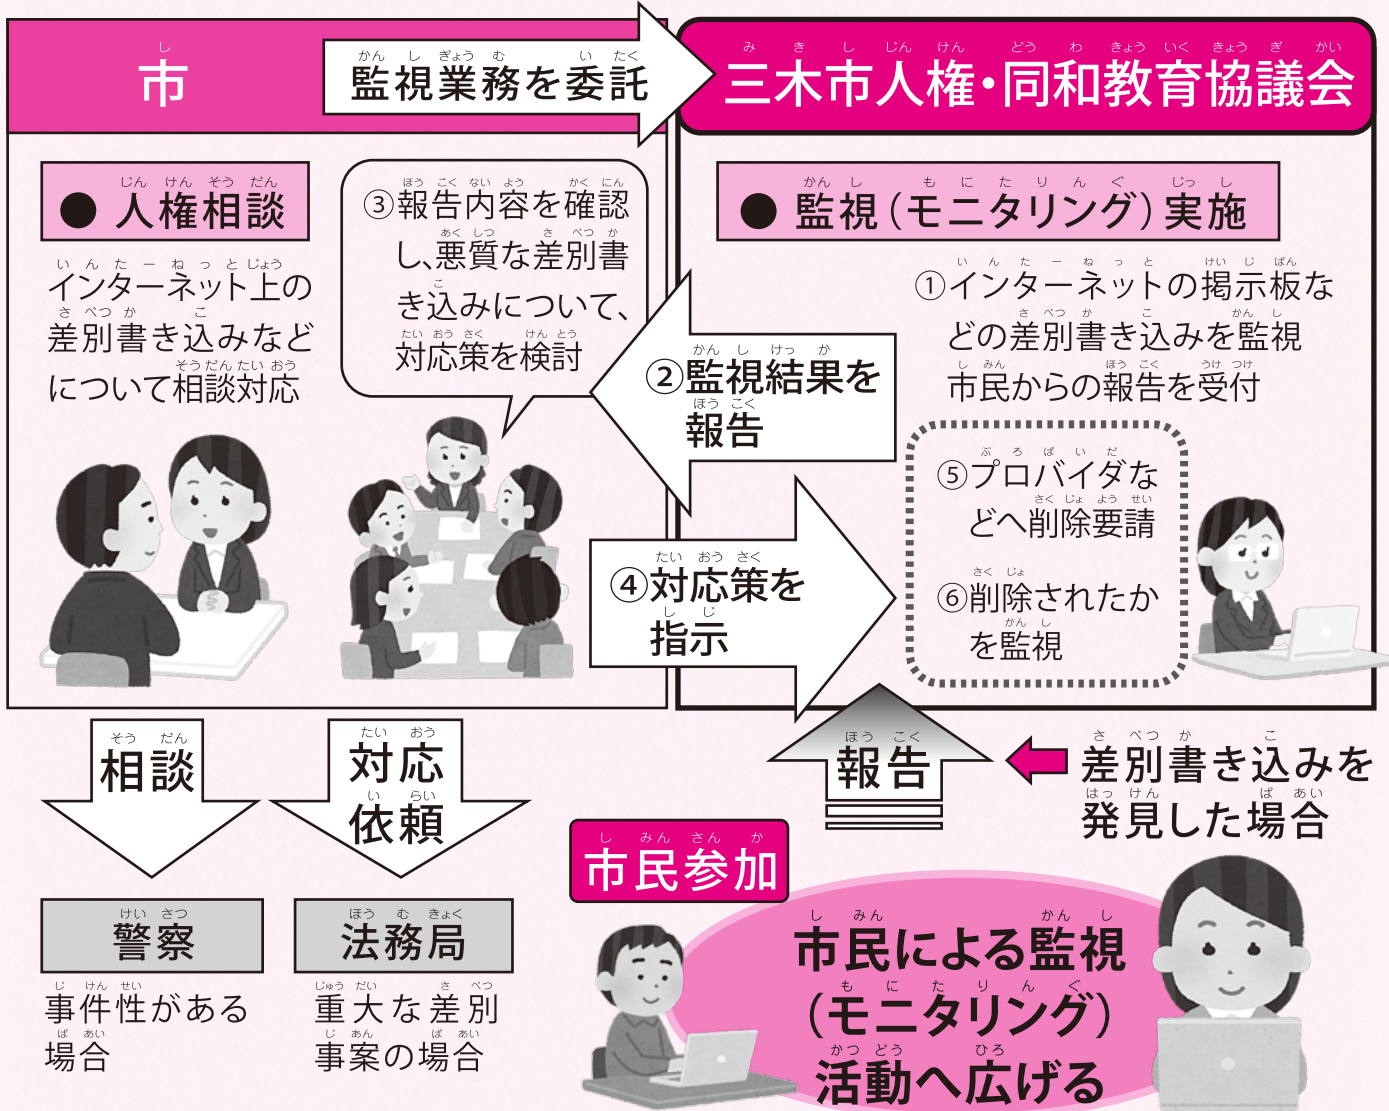 市
監視業務を委託
三木市人権・同和教育協議会
● 人権相談
インターネット上の
差別書き込みなど
について相談対応
③報告内容を確認
し、悪質な差別書
き込みについて、
対応策を検討
● 監視(モニタリング)実施
①インターネットの掲示板な
どの差別書き込みを監視
市民からの報告を受付
②監視結果を
報告
④対応策を
指示
⑤プロバイダな
どへ削除要請
⑥削除されたか
を監視
相談
対応
依頼
報告
差別書き込みを
発見した場合
警察
事件性がある
場合
法務局
重大な差別
事案の場合
市民参加
市民による監視
(モニタリング)
活動へ広げる